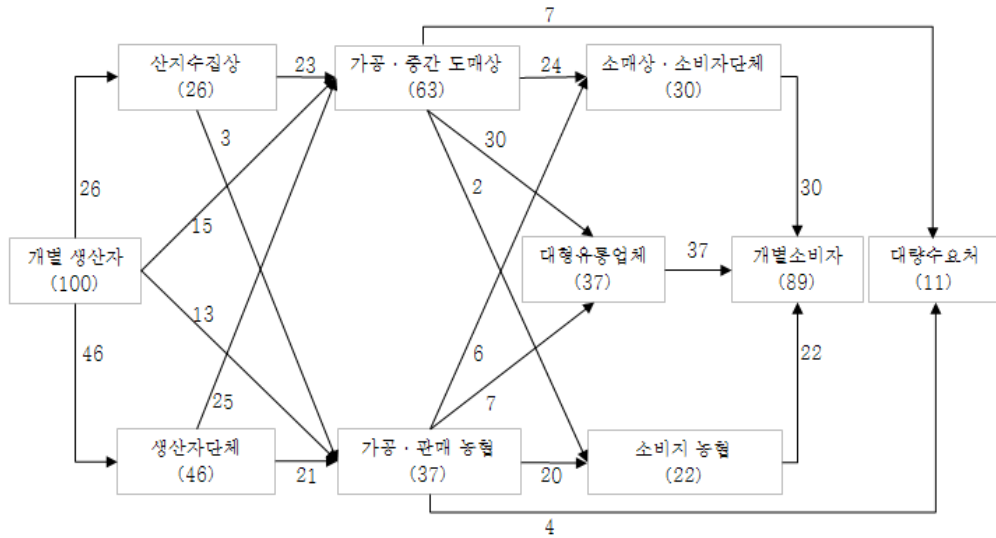 7
산지수집상
(26)
23
가공·중간 도매상
(63)
24
소매상·소비자단체
(30)
3
30
26
2
30
15
개별 생산자
(100)
대형유통업체
(37)
37
개별소비자
(89)
대량수요처
(11)
13
46
6
22
25
7
생산자단체
(46)
21
가공·판매 농협
(37)
20
소비지 농협
(22)
4